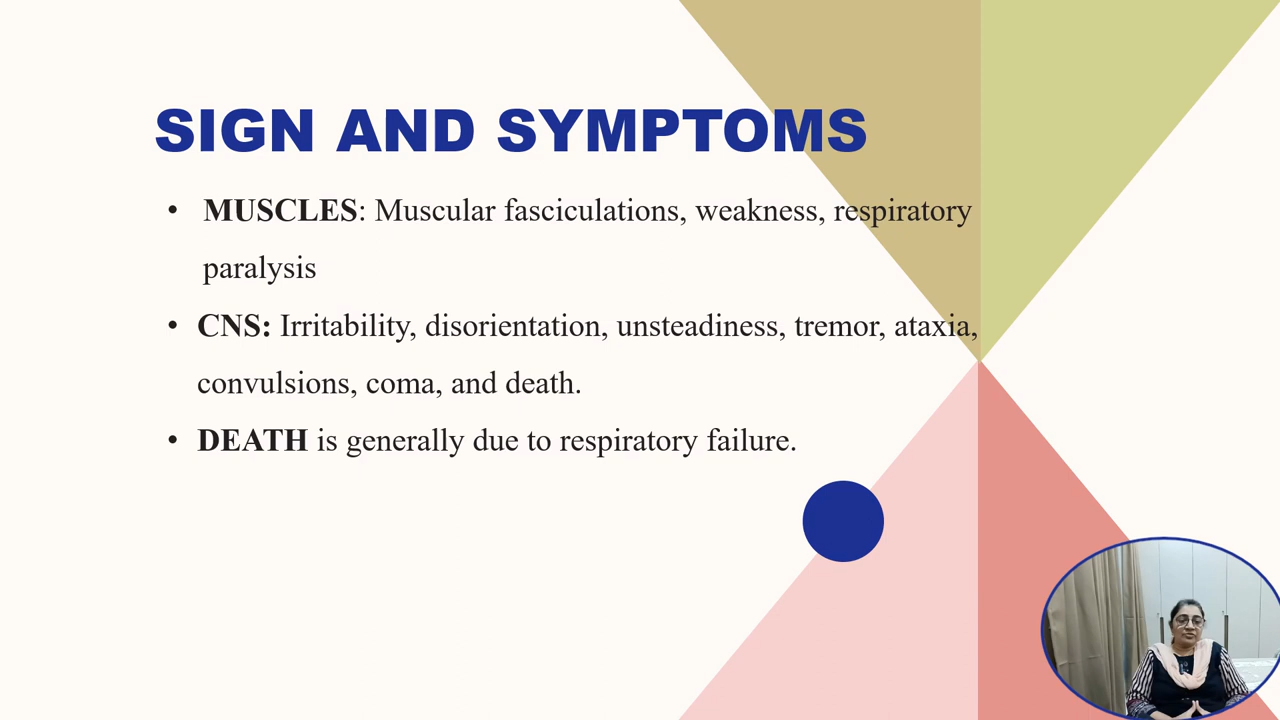 SIGN AND SYMPTOMS
• MUSCLES: Muscular fasciculations, weakness, respiratory
paralysis
• CNS: Irritability, disorientation, unsteadiness, tremor, ataxia,
convulsions, coma, and death.
• DEATH is generally due to respiratory failure.